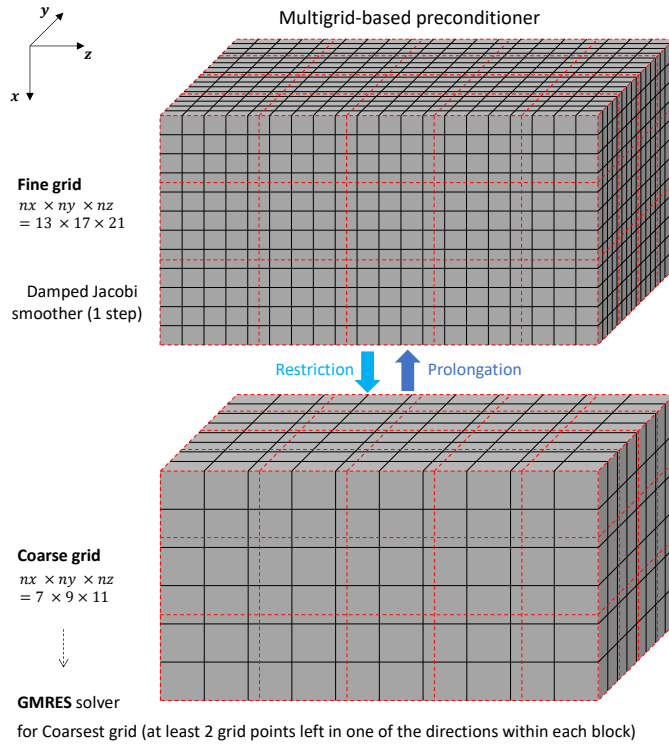 Multigrid-based preconditioner
y
z
x
Fine grid
nx × ny × nz
= 13 × 17 × 21
Damped Jacobi
smoother (1 step)
Restriction
Prolongation
Coarse grid
nx × ny × nz
= 7 × 9 × 11
GMRES solver
for Coarsest grid (at least 2 grid points left in one of the directions within each block)